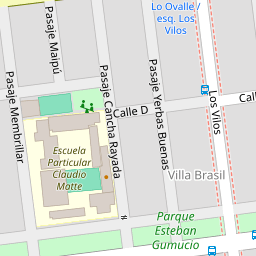 Lo Ovalle /
esq. Los
Vilos
Pasaje Maipú
Pasaje Membrillar
Pasaje Cancha Rayada
Pasaje Yerbas Buenas
Los Vilos
Calle D
Calle
Escuela
Particular
Claudio
Matte
Villa Brasil
Parque
Esteban
Gumucio